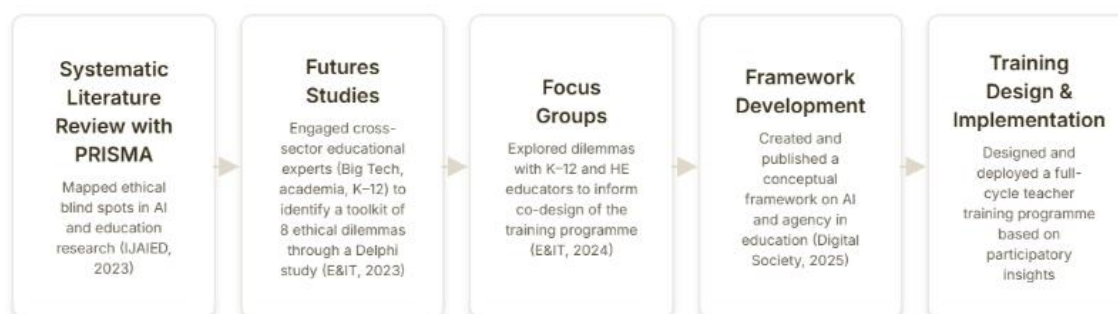 Systematic
Literature
Review with
PRISMA
Mapped ethical
blind spots in AI
and education
research (IJAIED,
2023)
Futures
Studies
Engaged cross-
sector educational
experts (Big Tech,
academia, K–12) to
identify a toolkit of
8 ethical dilemmas
through a Delphi
study (E&IT, 2023)
Focus
Groups
Explored dilemmas
with K–12 and HE
educators to inform
co-design of the
training programme
(E&IT, 2024)
Framework
Development
Created and
published a
conceptual
framework on AI
and agency in
education (Digital
Society, 2025)
Training
Design &
Implementation
Designed and
deployed a full-
cycle teacher
training programme
based on
participatory
insights